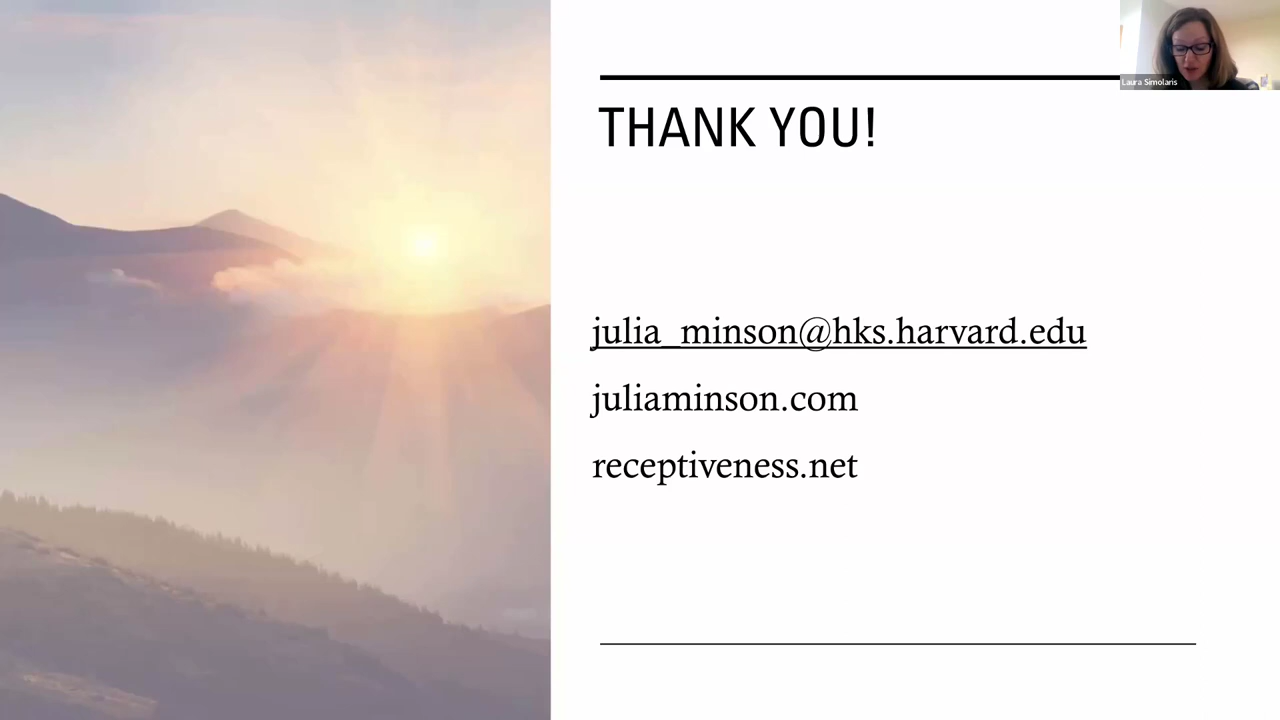 Laura Simolaris
THANK YOU!
julia_minson@hks.harvard.edu
juliaminson.com
receptiveness.net